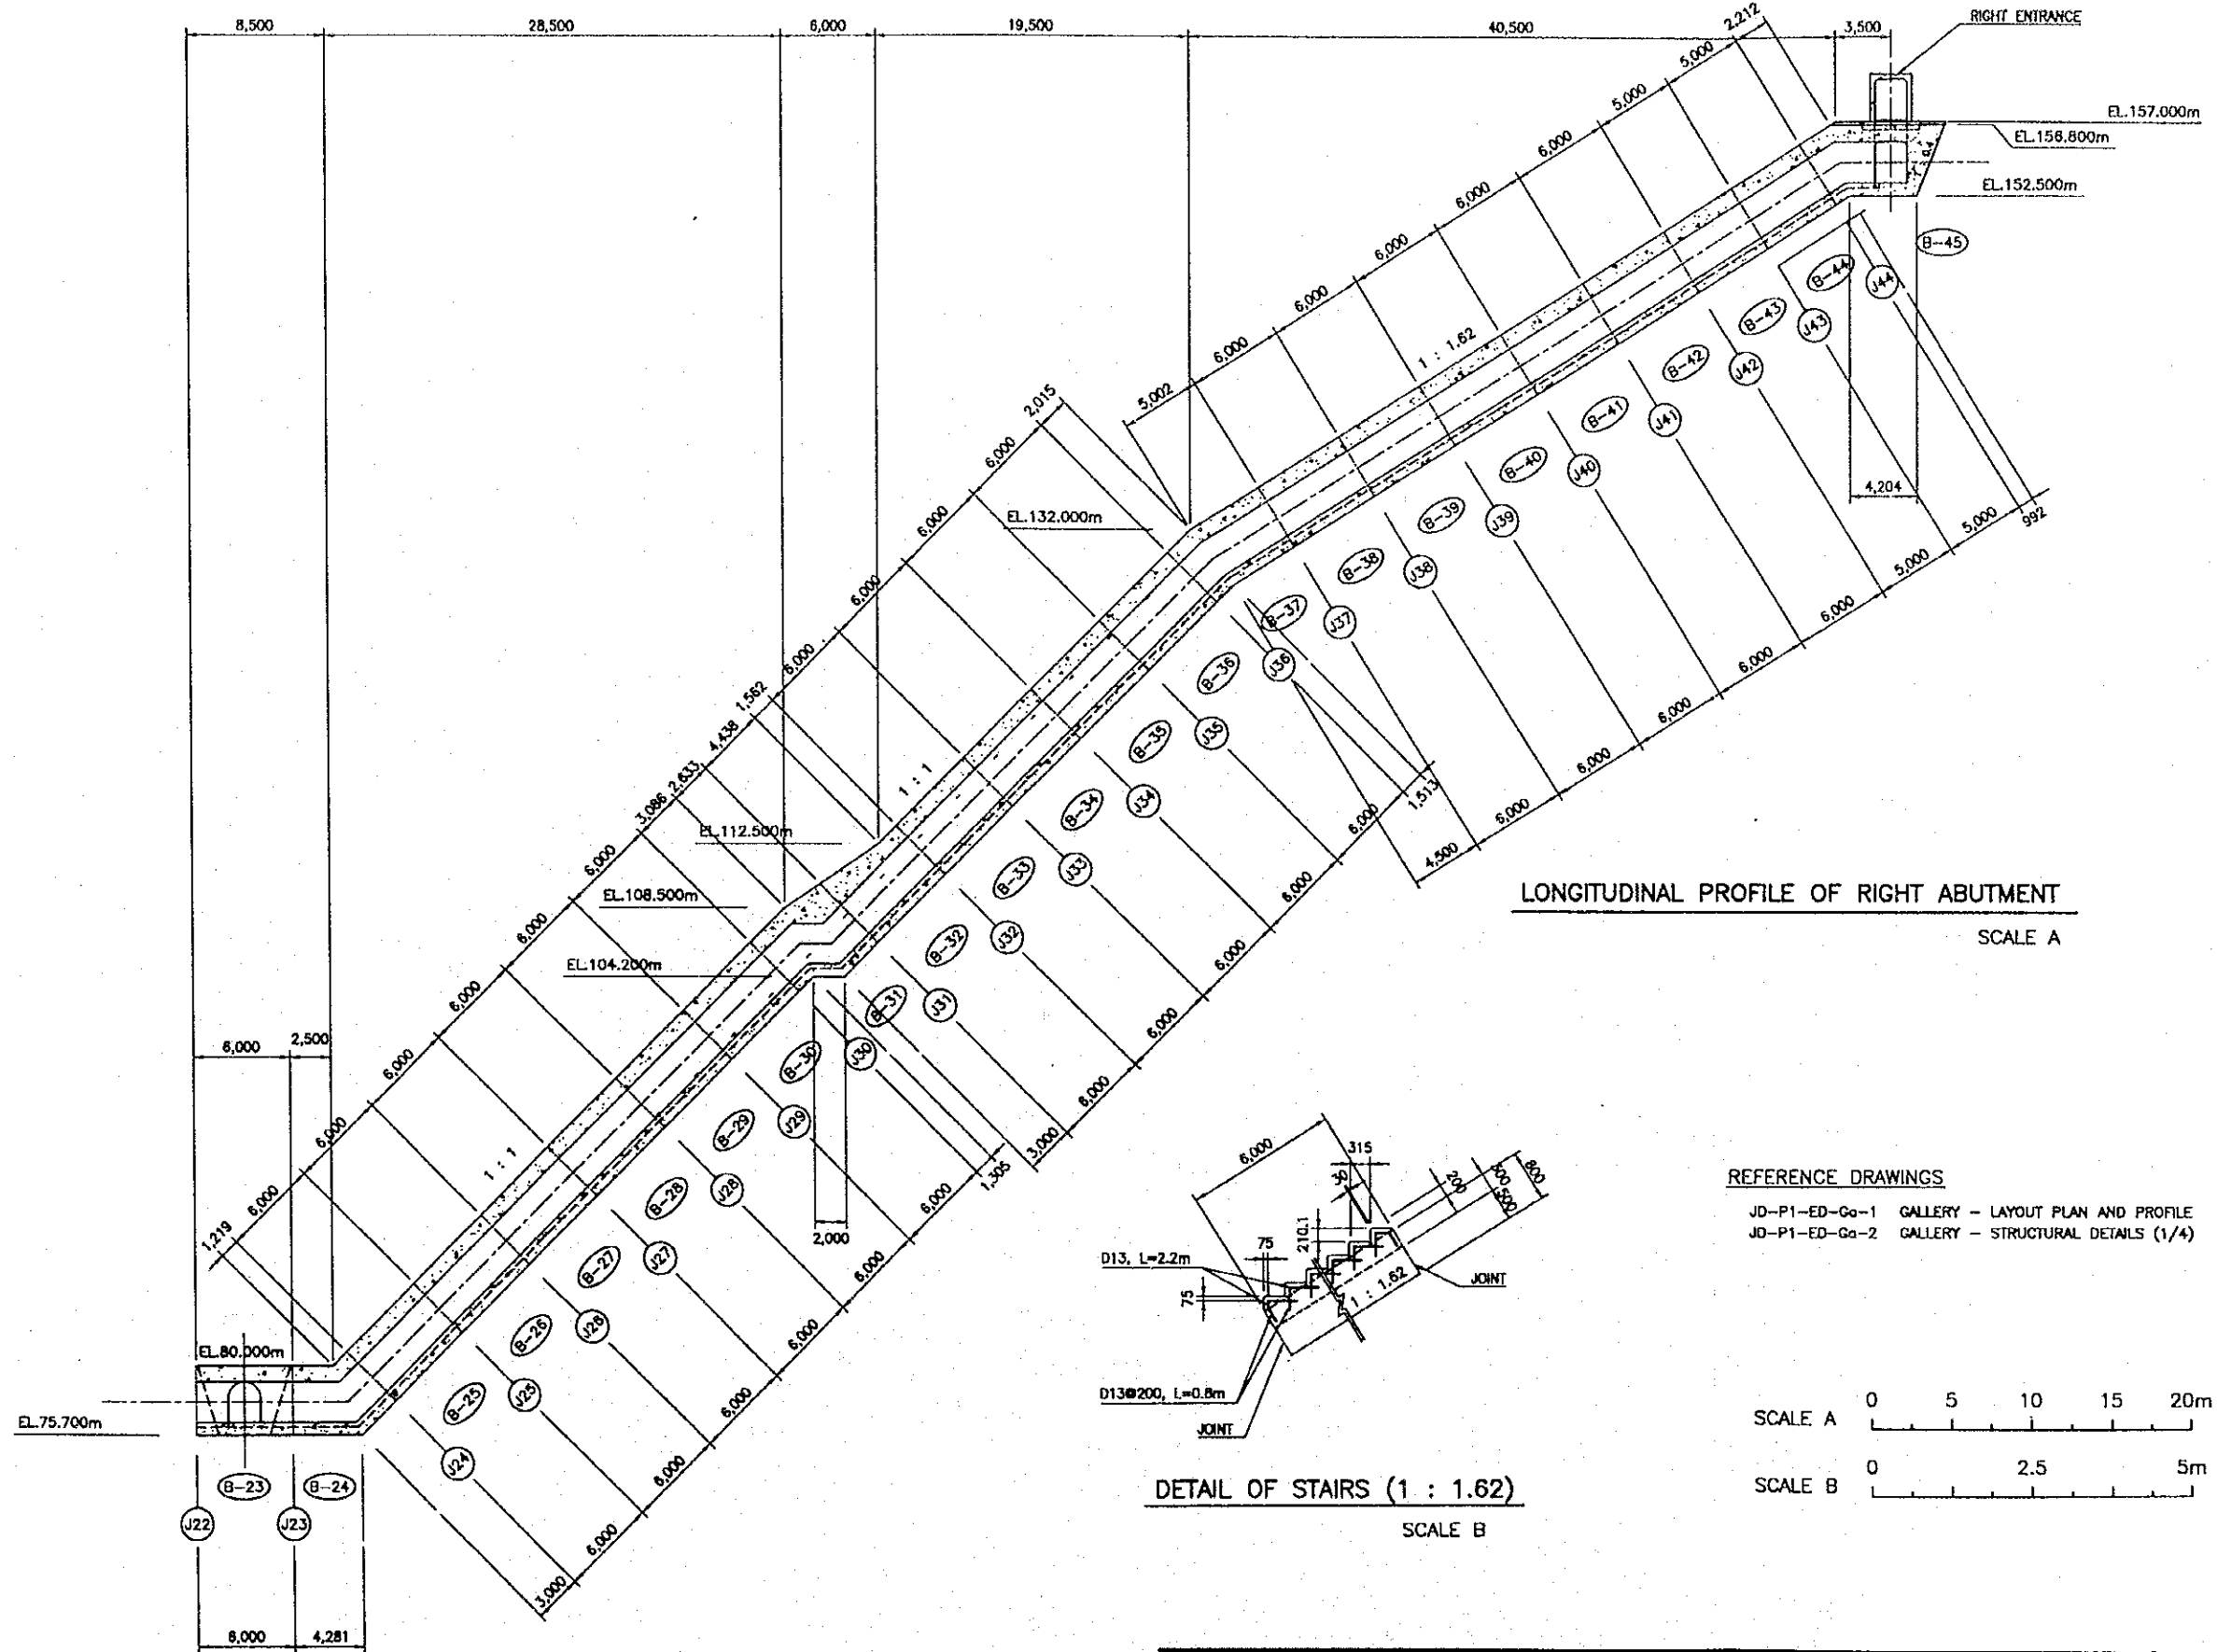 8,500
28,500
6,000
19,500
40,500
2,212
3,500
RIGHT ENTRANCE
5,000
5,000
6,000
6,000
6,000
6,000
6,000
5,002
EL.157.000m
EL.156.800m
0.4
1
EL.152.500m
B-45
J44
B-44
J43
B-43
J42
B-42
J41
B-41
J40
B-40
J39
B-39
J38
B-38
J37
B-37
J36
1 : 1.62
4,204
992
5,000
5,000
6,000
6,000
6,000
6,000
6,000
4,500
2,015
6,000
6,000
6,000
6,000
6,000
1,562
4,438
2,633
3,086
6,000
6,000
6,000
6,000
6,000
6,000
6,000
1,219
EL.132.000m
1 : 1
EL.112.500m
EL.108.500m
EL.104.200m
B-36
J35
B-35
J34
B-34
J33
B-33
J32
B-32
J31
B-31
J30
B-30
J29
B-29
J28
B-28
J27
B-27
J26
B-26
J25
B-25
J24
1,513
6,000
6,000
6,000
6,000
6,000
6,000
3,000
1,305
6,000
6,000
6,000
6,000
6,000
6,000
6,000
3,000
2,000
6,000
2,500
1 : 1
EL.80.000m
EL.75.700m
B-23
B-24
J22
J23
6,000
4,281
LONGITUDINAL PROFILE OF RIGHT ABUTMENT
SCALE A
6,000
315
30
200
300
500
800
210.1
75
75
D13, L=2.2m
1 : 1.62
JOINT
D13@200, L=0.8m
JOINT
DETAIL OF STAIRS (1 : 1.62)
SCALE B
REFERENCE DRAWINGS
JD-P1-ED-Ga-1 GALLERY - LAYOUT PLAN AND PROFILE
JD-P1-ED-Ga-2 GALLERY - STRUCTURAL DETAILS (1/4)
SCALE A 0 5 10 15 20m
SCALE B 0 2.5 5m